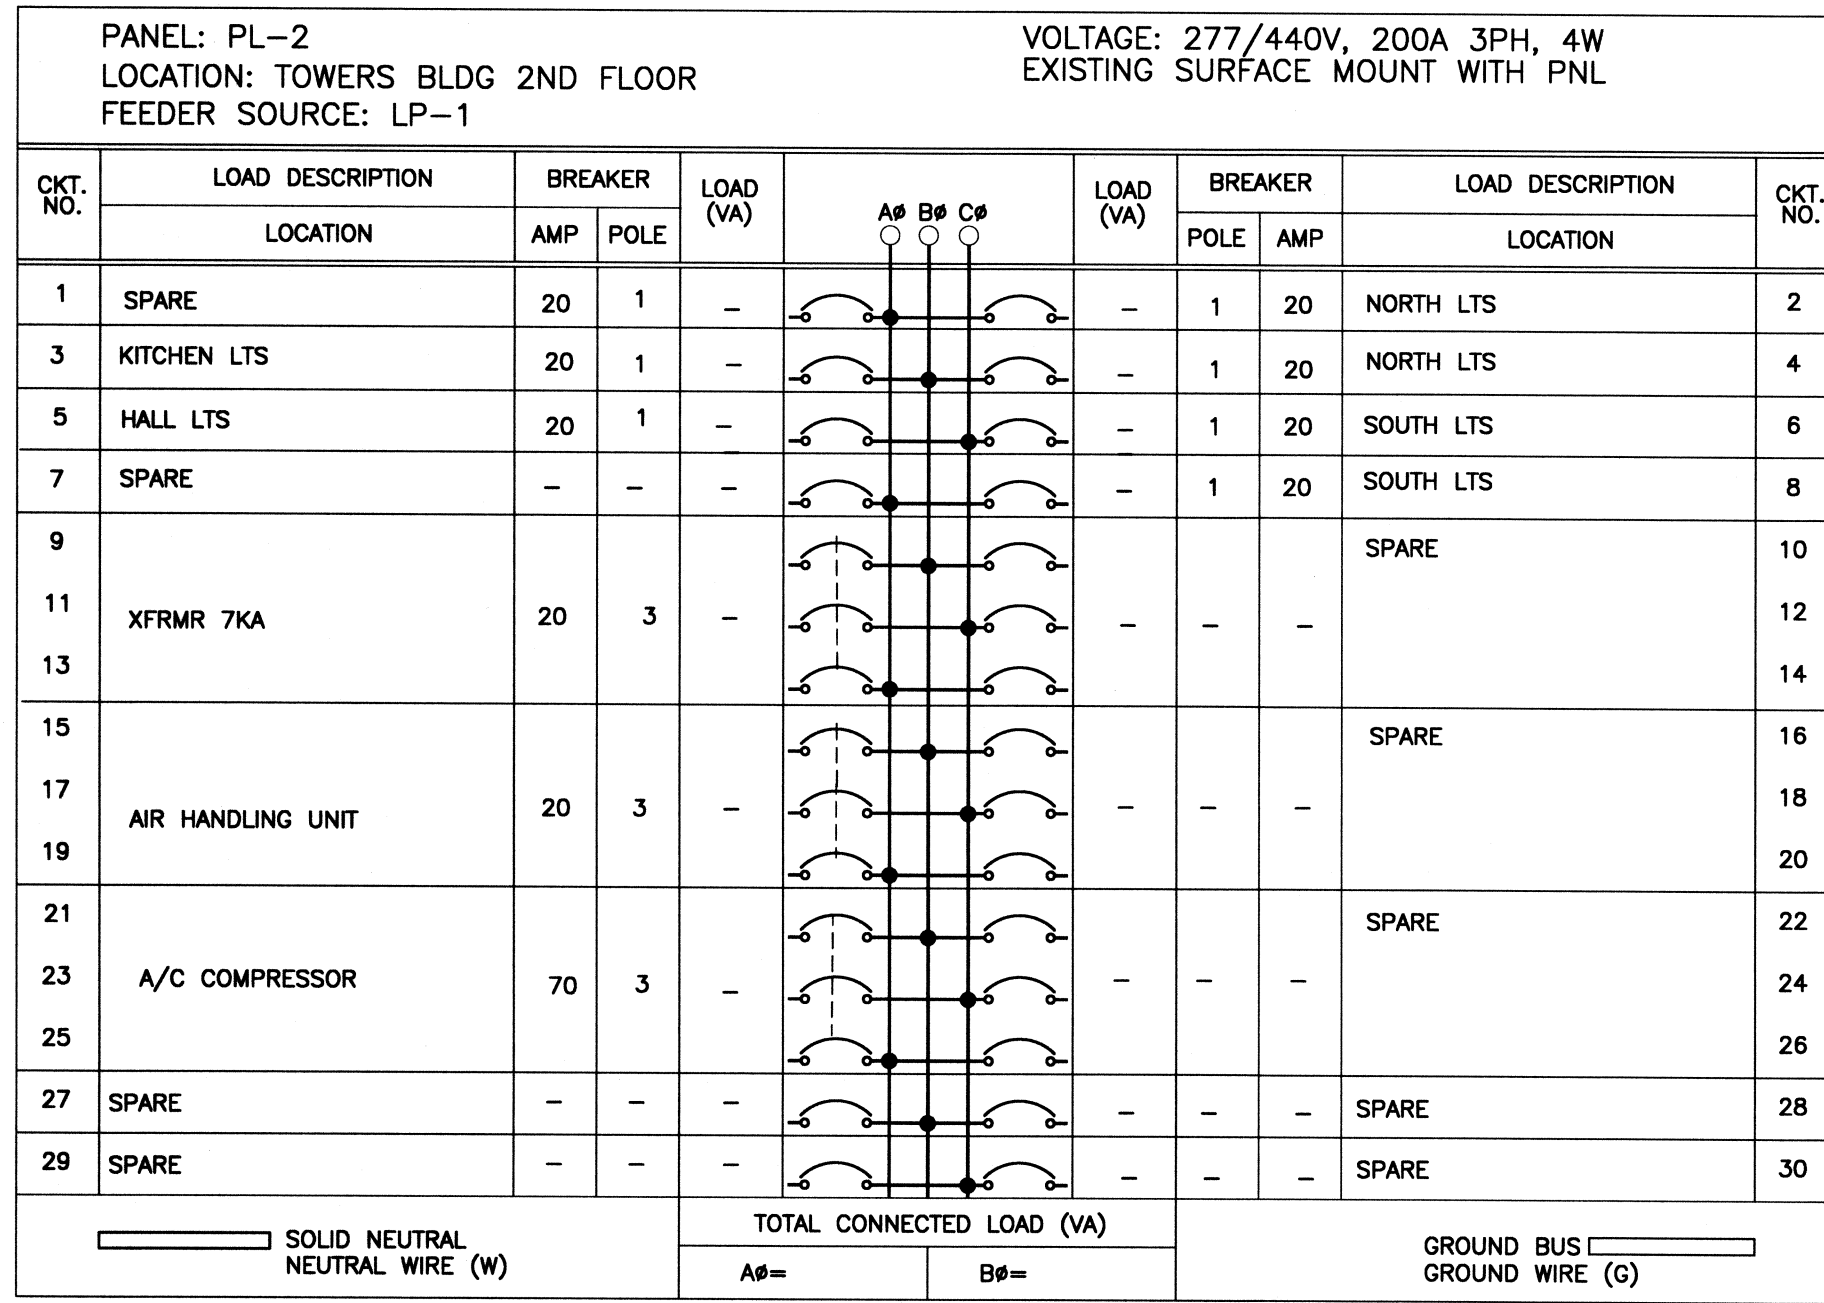 PANEL: PL-2
LOCATION: TOWERS BLDG 2ND FLOOR
FEEDER SOURCE: LP-1
VOLTAGE: 277/440V, 200A 3PH, 4W
EXISTING SURFACE MOUNT WITH PNL
CKT. NO. LOAD DESCRIPTION BREAKER LOAD (VA) LOAD (VA) BREAKER LOAD DESCRIPTION CKT. NO.
LOCATION AMP POLE AØ BØ CØ POLE AMP LOCATION
1 SPARE 20 1 – – 1 20 NORTH LTS 2
3 KITCHEN LTS 20 1 – – 1 20 NORTH LTS 4
5 HALL LTS 20 1 – – 1 20 SOUTH LTS 6
7 SPARE – – – – 1 20 SOUTH LTS 8
9 SPARE 10
11 XFRMR 7KA 20 3 – – – – 12
13 14
15 SPARE 16
17 AIR HANDLING UNIT 20 3 – – – – 18
19 20
21 SPARE 22
23 A/C COMPRESSOR 70 3 – – – – 24
25 26
27 SPARE – – – – – – SPARE 28
29 SPARE – – – – – – SPARE 30
SOLID NEUTRAL
NEUTRAL WIRE (W)
TOTAL CONNECTED LOAD (VA)
AØ= BØ=
GROUND BUS
GROUND WIRE (G)